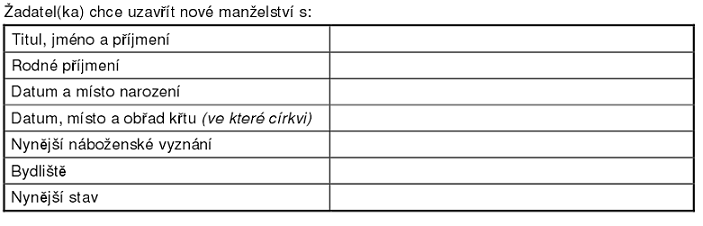 Žadatel(ka) chce uzavřít nové manželství s:
Titul, jméno a příjmení
Rodné příjmení
Datum a místo narození
Datum, místo a obřad křtu (ve které církvi)
Nynější náboženské vyznání
Bydliště
Nynější stav